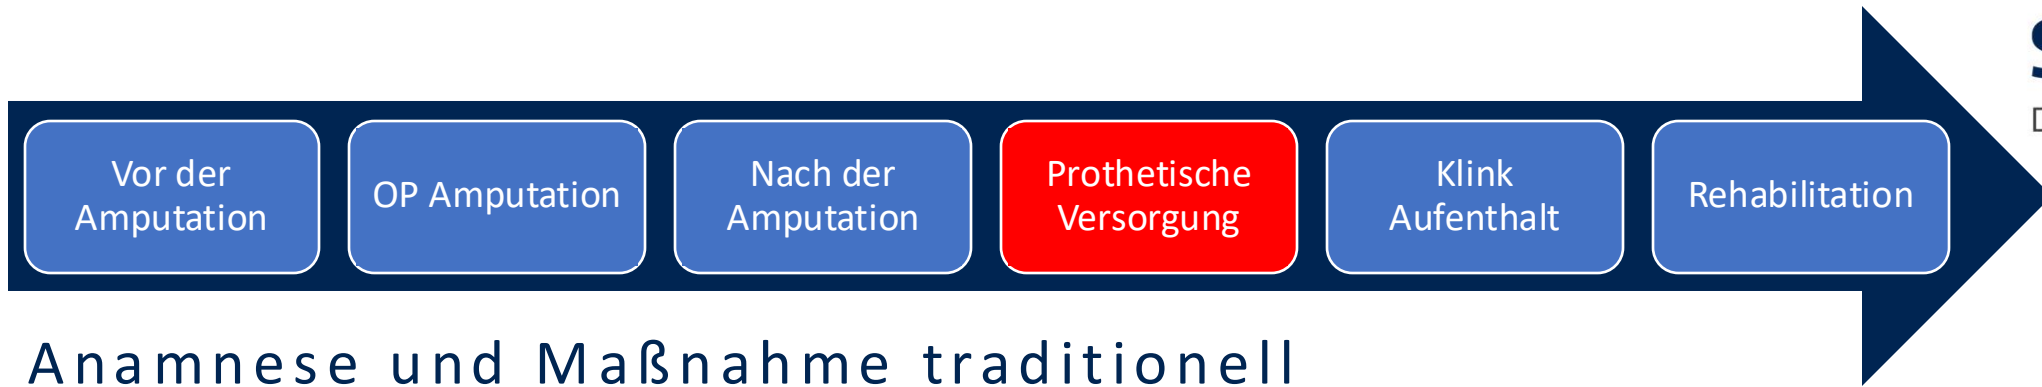 Vor der
Amputation
OP Amputation
Nach der
Amputation
Prothetische
Versorgung
Klink
Aufenthalt
Rehabilitation
Anamnese und Maßnahme traditionell